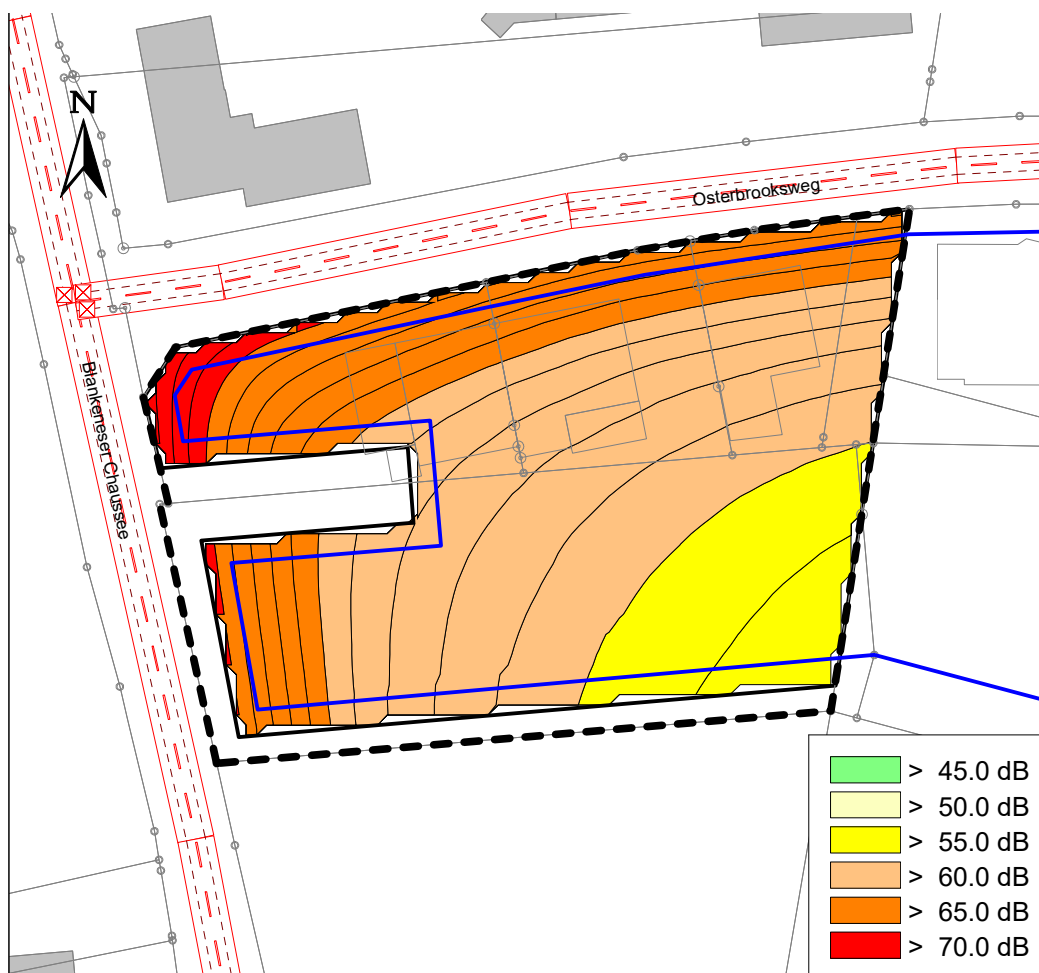 N
Osterbrooksweg
Blankeneser Chaussee
> 45.0 dB
> 50.0 dB
> 55.0 dB
> 60.0 dB
> 65.0 dB
> 70.0 dB